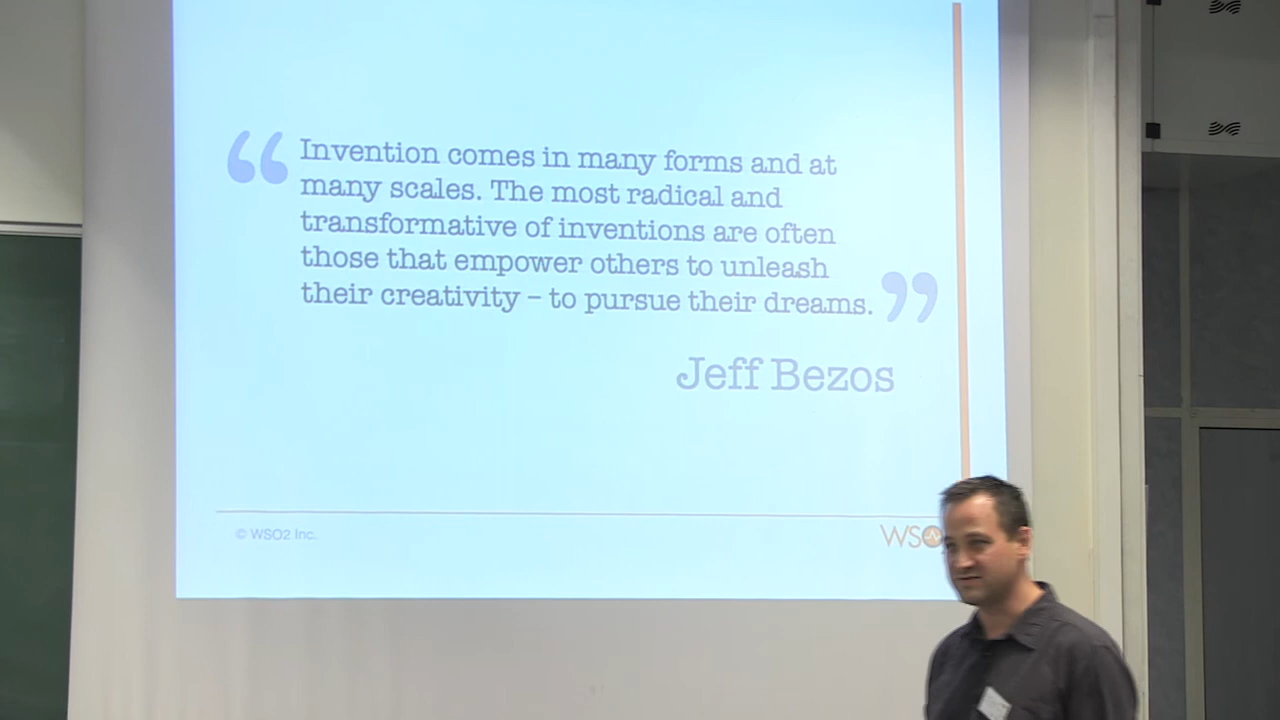 “ Invention comes in many forms and at
many scales. The most radical and
transformative of inventions are often
those that empower others to unleash
their creativity – to pursue their dreams. ”
Jeff Bezos
© WSO2 Inc.
WSO